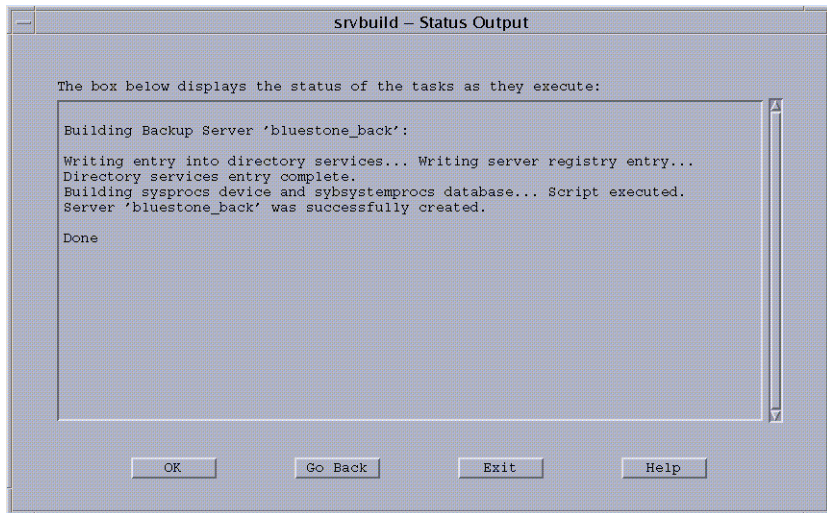 srvbuild – Status Output
The box below displays the status of the tasks as they execute:
Building Backup Server ’bluestone_back’:
Writing entry into directory services... Writing server registry entry...
Directory services entry complete.
Building sysprocs device and sybsystemprocs database... Script executed.
Server ’bluestone_back’ was successfully created.
Done
OK
Go Back
Exit
Help